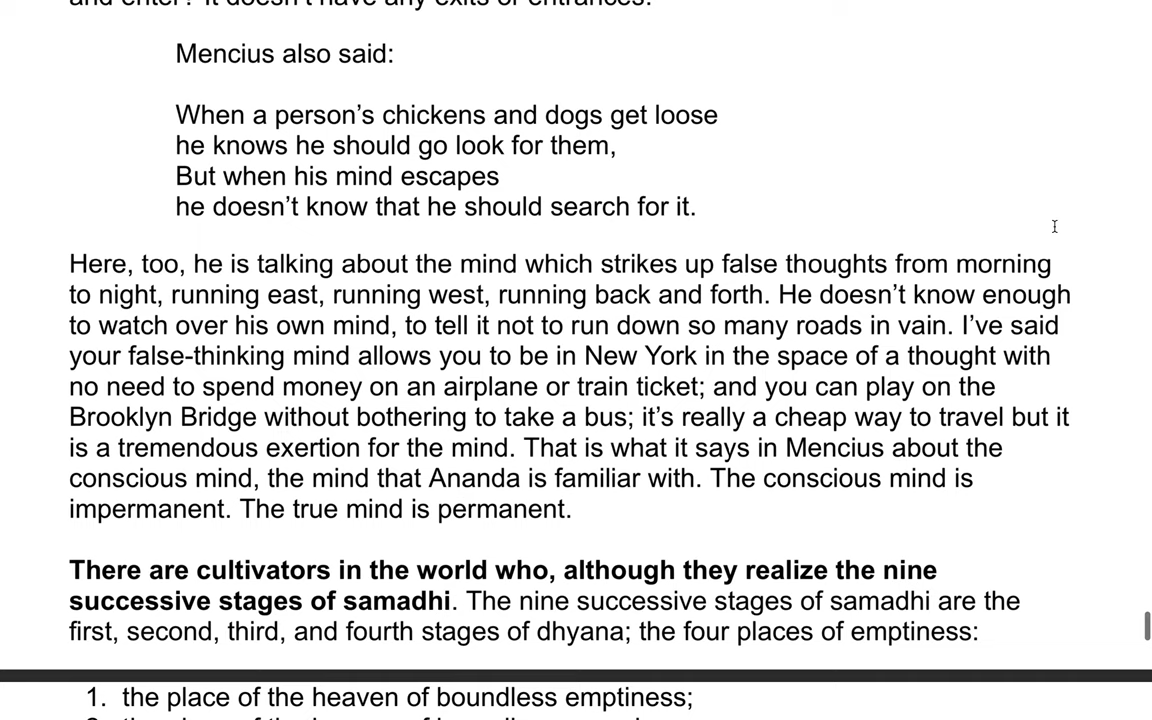 and enter? It doesn't have any exits or entrances.
Mencius also said:
When a person's chickens and dogs get loose
he knows he should go look for them,
But when his mind escapes
he doesn't know that he should search for it.
Here, too, he is talking about the mind which strikes up false thoughts from morning
to night, running east, running west, running back and forth. He doesn't know enough
to watch over his own mind, to tell it not to run down so many roads in vain. I've said
your false-thinking mind allows you to be in New York in the space of a thought with
no need to spend money on an airplane or train ticket; and you can play on the
Brooklyn Bridge without bothering to take a bus; it's really a cheap way to travel but it
is a tremendous exertion for the mind. That is what it says in Mencius about the
conscious mind, the mind that Ananda is familiar with. The conscious mind is
impermanent. The true mind is permanent.
There are cultivators in the world who, although they realize the nine
successive stages of samadhi. The nine successive stages of samadhi are the
first, second, third, and fourth stages of dhyana; the four places of emptiness:
1. the place of the heaven of boundless emptiness;